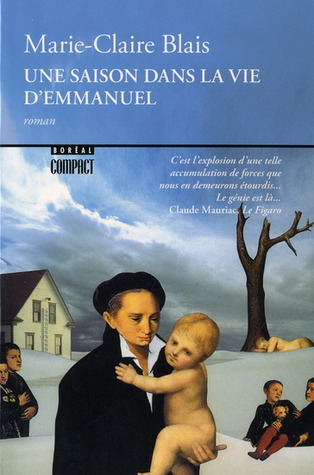 Marie-Claire Blais
UNE SAISON DANS LA VIE
D'EMMANUEL
roman
BORÉAL
COMPACT
C'est l'explosion d'une telle
accumulation de forces que
nous en demeurons étourdis...
Le génie est là...
Claude Mauriac, Le Figaro